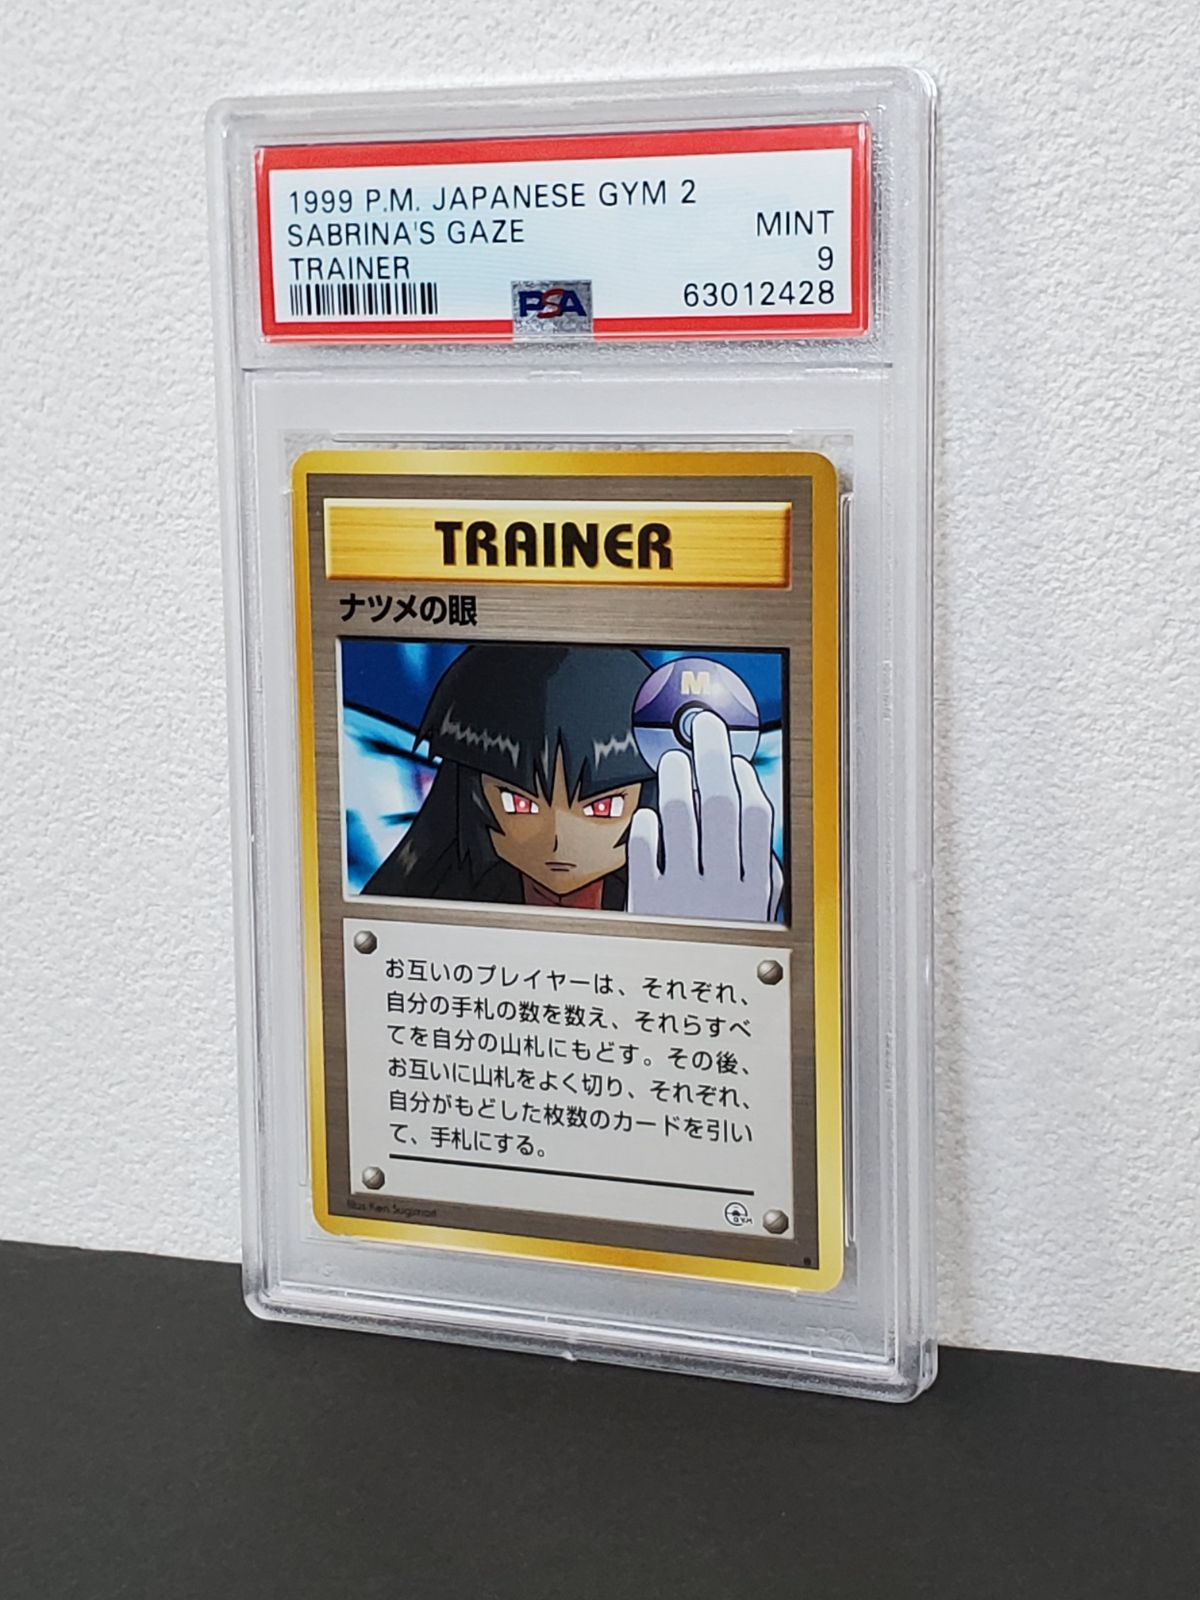 1999 P.M. JAPANESE GYM 2
SABRINA'S GAZE
MINT
TRAINER
9
PSA
63012428
TRAINER
ナツメの眼
M
お互いのプレイヤーは、それぞれ、
自分の手札の数を数え、それらすべ
てを自分の山札にもどす。その後、
お互いに山札をよく切り、それぞれ、
自分がもどした枚数のカードを引い
て、手札にする。
Illus. Ken Sugimori
GYM